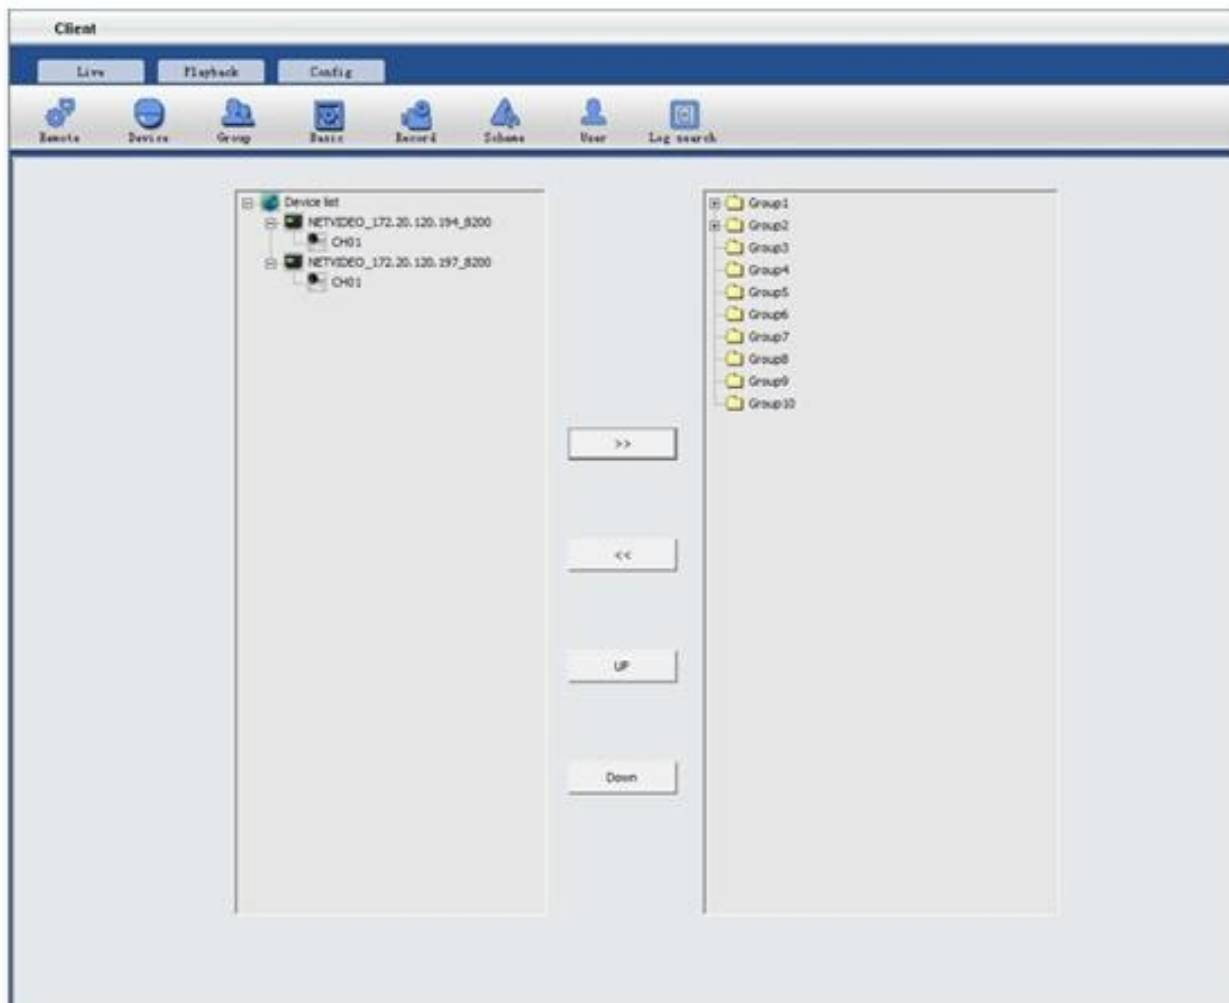 Client
Live Playback Config
Remote Device Group Basic Record Scheme User Log search
Device list
NETVIDEO_172.20.120.194_8200
CH01
NETVIDEO_172.20.120.197_8200
CH01
Group1
Group2
Group3
Group4
Group5
Group6
Group7
Group8
Group9
Group10
>>
<<
UP
Down